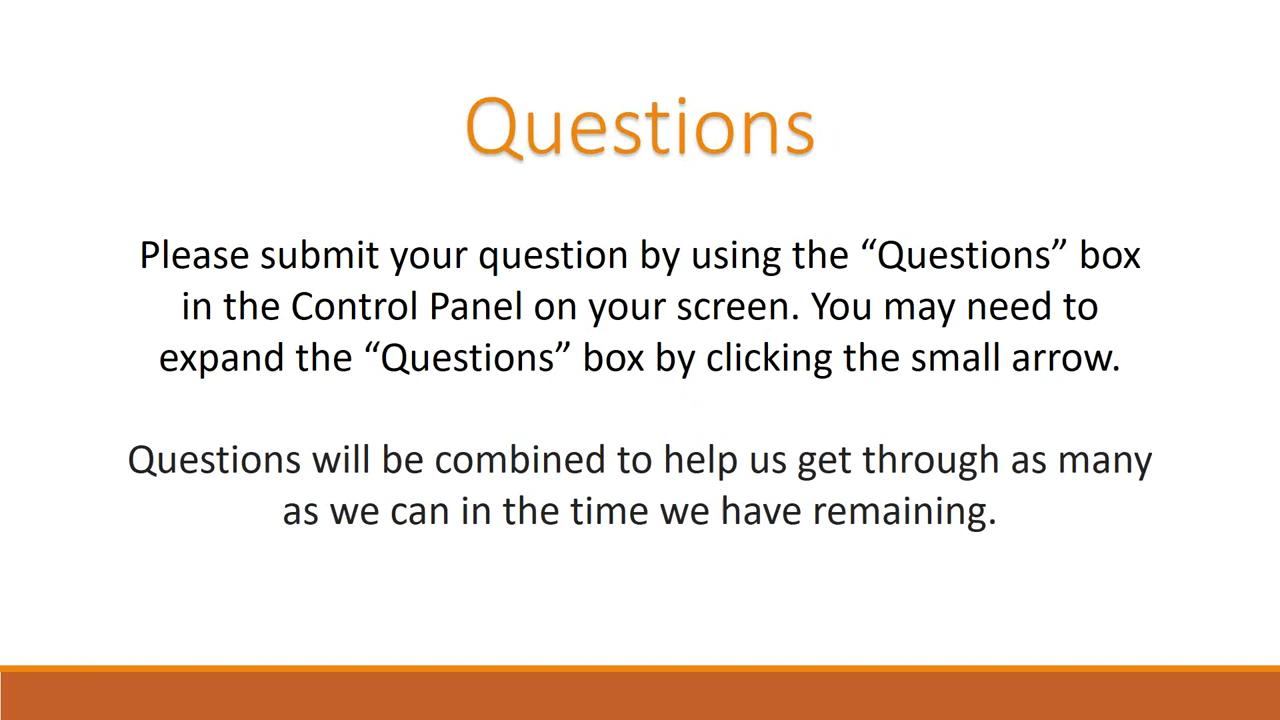 Questions
Please submit your question by using the “Questions” box
in the Control Panel on your screen. You may need to
expand the “Questions” box by clicking the small arrow.
Questions will be combined to help us get through as many
as we can in the time we have remaining.